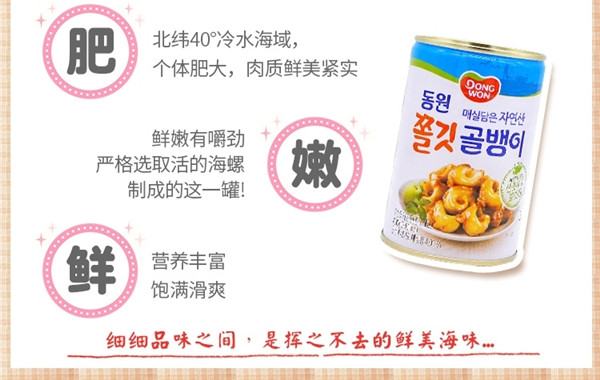 肥
北纬40°冷水海域，
个体肥大，肉质鲜美紧实
鲜嫩有嚼劲
严格选取活的海螺
制成的这一罐!
嫩
鲜
营养丰富
饱满滑爽
DONG
WON
동원
매실담은 자연산
쫄깃 골뱅이
细细品味之间，是挥之不去的鲜美海味...